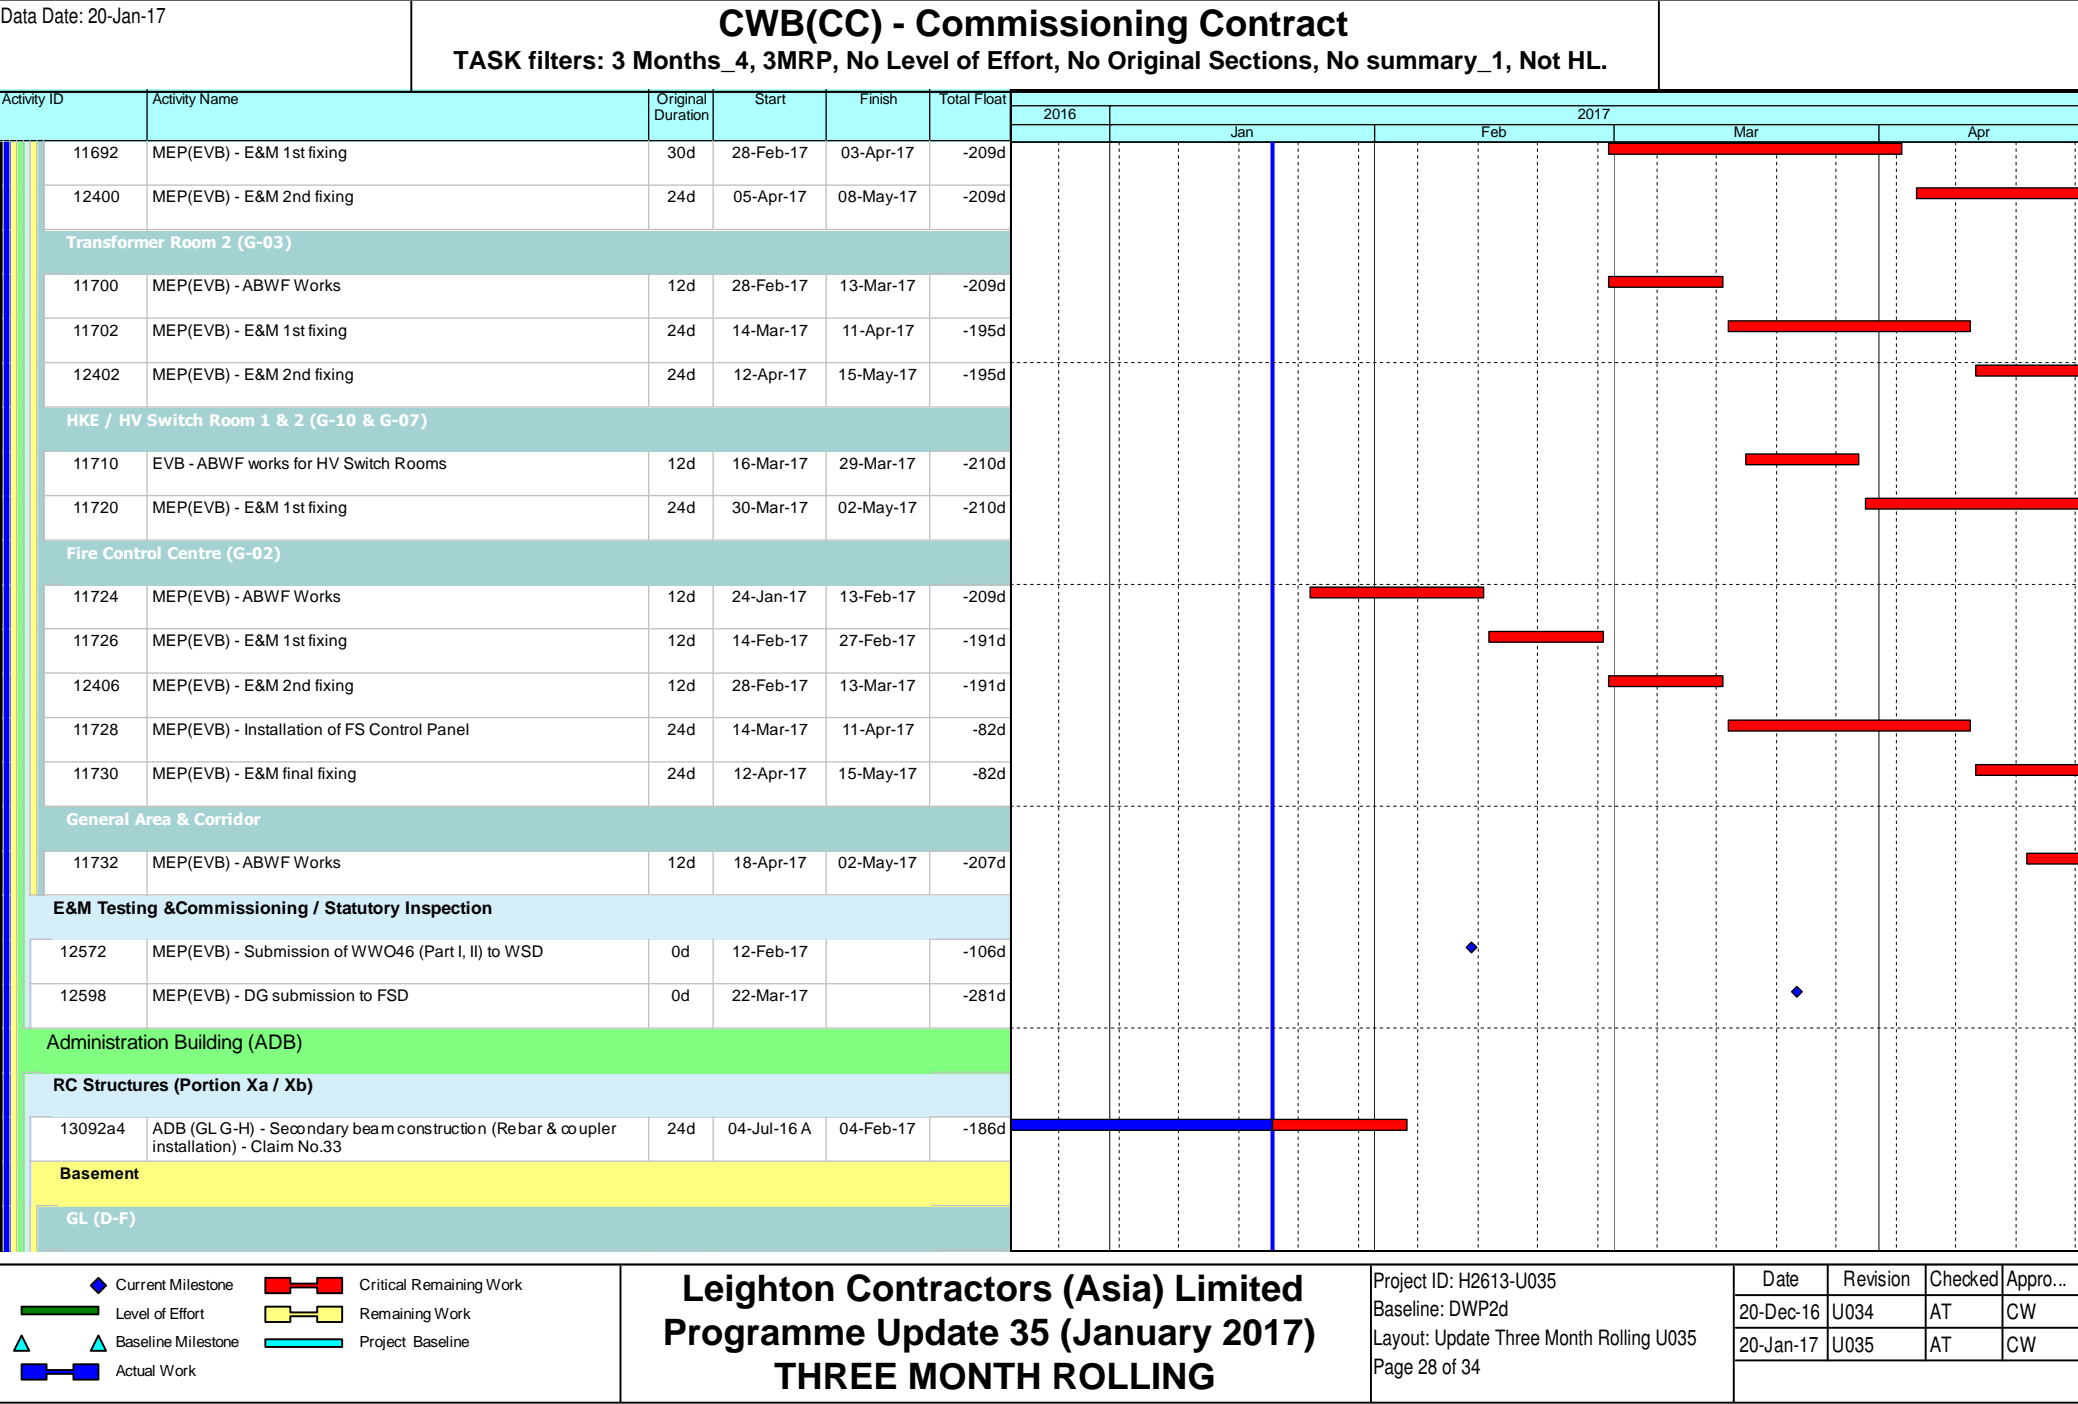 Data Date: 20-Jan-17
CWB(CC) - Commissioning Contract
TASK filters: 3 Months_4, 3MRP, No Level of Effort, No Original Sections, No summary_1, Not HL.
Activity ID Activity Name Original Duration Start Finish Total Float
2016 2017
Jan Feb Mar Apr
11692 MEP(EVB) - E&M 1st fixing 30d 28-Feb-17 03-Apr-17 -209d
12400 MEP(EVB) - E&M 2nd fixing 24d 05-Apr-17 08-May-17 -209d
Transformer Room 2 (G-03)
11700 MEP(EVB) - ABWF Works 12d 28-Feb-17 13-Mar-17 -209d
11702 MEP(EVB) - E&M 1st fixing 24d 14-Mar-17 11-Apr-17 -195d
12402 MEP(EVB) - E&M 2nd fixing 24d 12-Apr-17 15-May-17 -195d
HKE / HV Switch Room 1 & 2 (G-10 & G-07)
11710 EVB - ABWF works for HV Switch Rooms 12d 16-Mar-17 29-Mar-17 -210d
11720 MEP(EVB) - E&M 1st fixing 24d 30-Mar-17 02-May-17 -210d
Fire Control Centre (G-02)
11724 MEP(EVB) - ABWF Works 12d 24-Jan-17 13-Feb-17 -209d
11726 MEP(EVB) - E&M 1st fixing 12d 14-Feb-17 27-Feb-17 -191d
12406 MEP(EVB) - E&M 2nd fixing 12d 28-Feb-17 13-Mar-17 -191d
11728 MEP(EVB) - Installation of FS Control Panel 24d 14-Mar-17 11-Apr-17 -82d
11730 MEP(EVB) - E&M final fixing 24d 12-Apr-17 15-May-17 -82d
General Area & Corridor
11732 MEP(EVB) - ABWF Works 12d 18-Apr-17 02-May-17 -207d
E&M Testing &Commissioning / Statutory Inspection
12572 MEP(EVB) - Submission of WWO46 (Part I, II) to WSD 0d 12-Feb-17 -106d
12598 MEP(EVB) - DG submission to FSD 0d 22-Mar-17 -281d
Administration Building (ADB)
RC Structures (Portion Xa / Xb)
13092a4 ADB (GL G-H) - Secondary beam construction (Rebar & coupler 24d 04-Jul-16 A 04-Feb-17 -186d
installation) - Claim No.33
Basement
GL (D-F)
Current Milestone Critical Remaining Work
Level of Effort Remaining Work
Baseline Milestone Project Baseline
Actual Work
Leighton Contractors (Asia) Limited
Programme Update 35 (January 2017)
THREE MONTH ROLLING
Project ID: H2613-U035
Baseline: DWP2d
Layout: Update Three Month Rolling U035
Page 28 of 34
Date Revision Checked Appro...
20-Dec-16 U034 AT CW
20-Jan-17 U035 AT CW